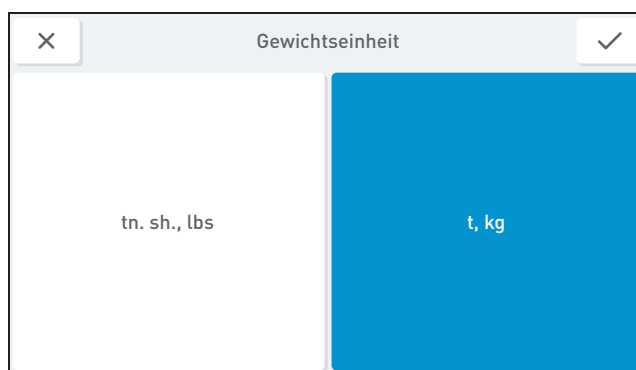 Gewichtseinheit
tn. sh., lbs
t, kg